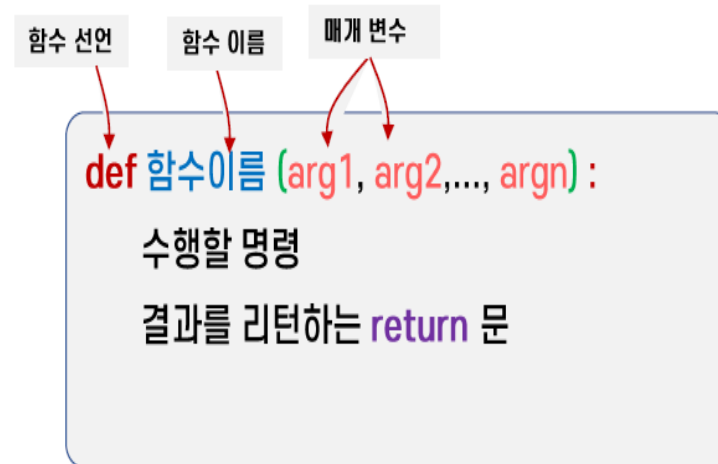 함수 선언
함수 이름
매개 변수
def 함수이름 (arg1, arg2,..., argn) :
수행할 명령
결과를 리턴하는 return 문